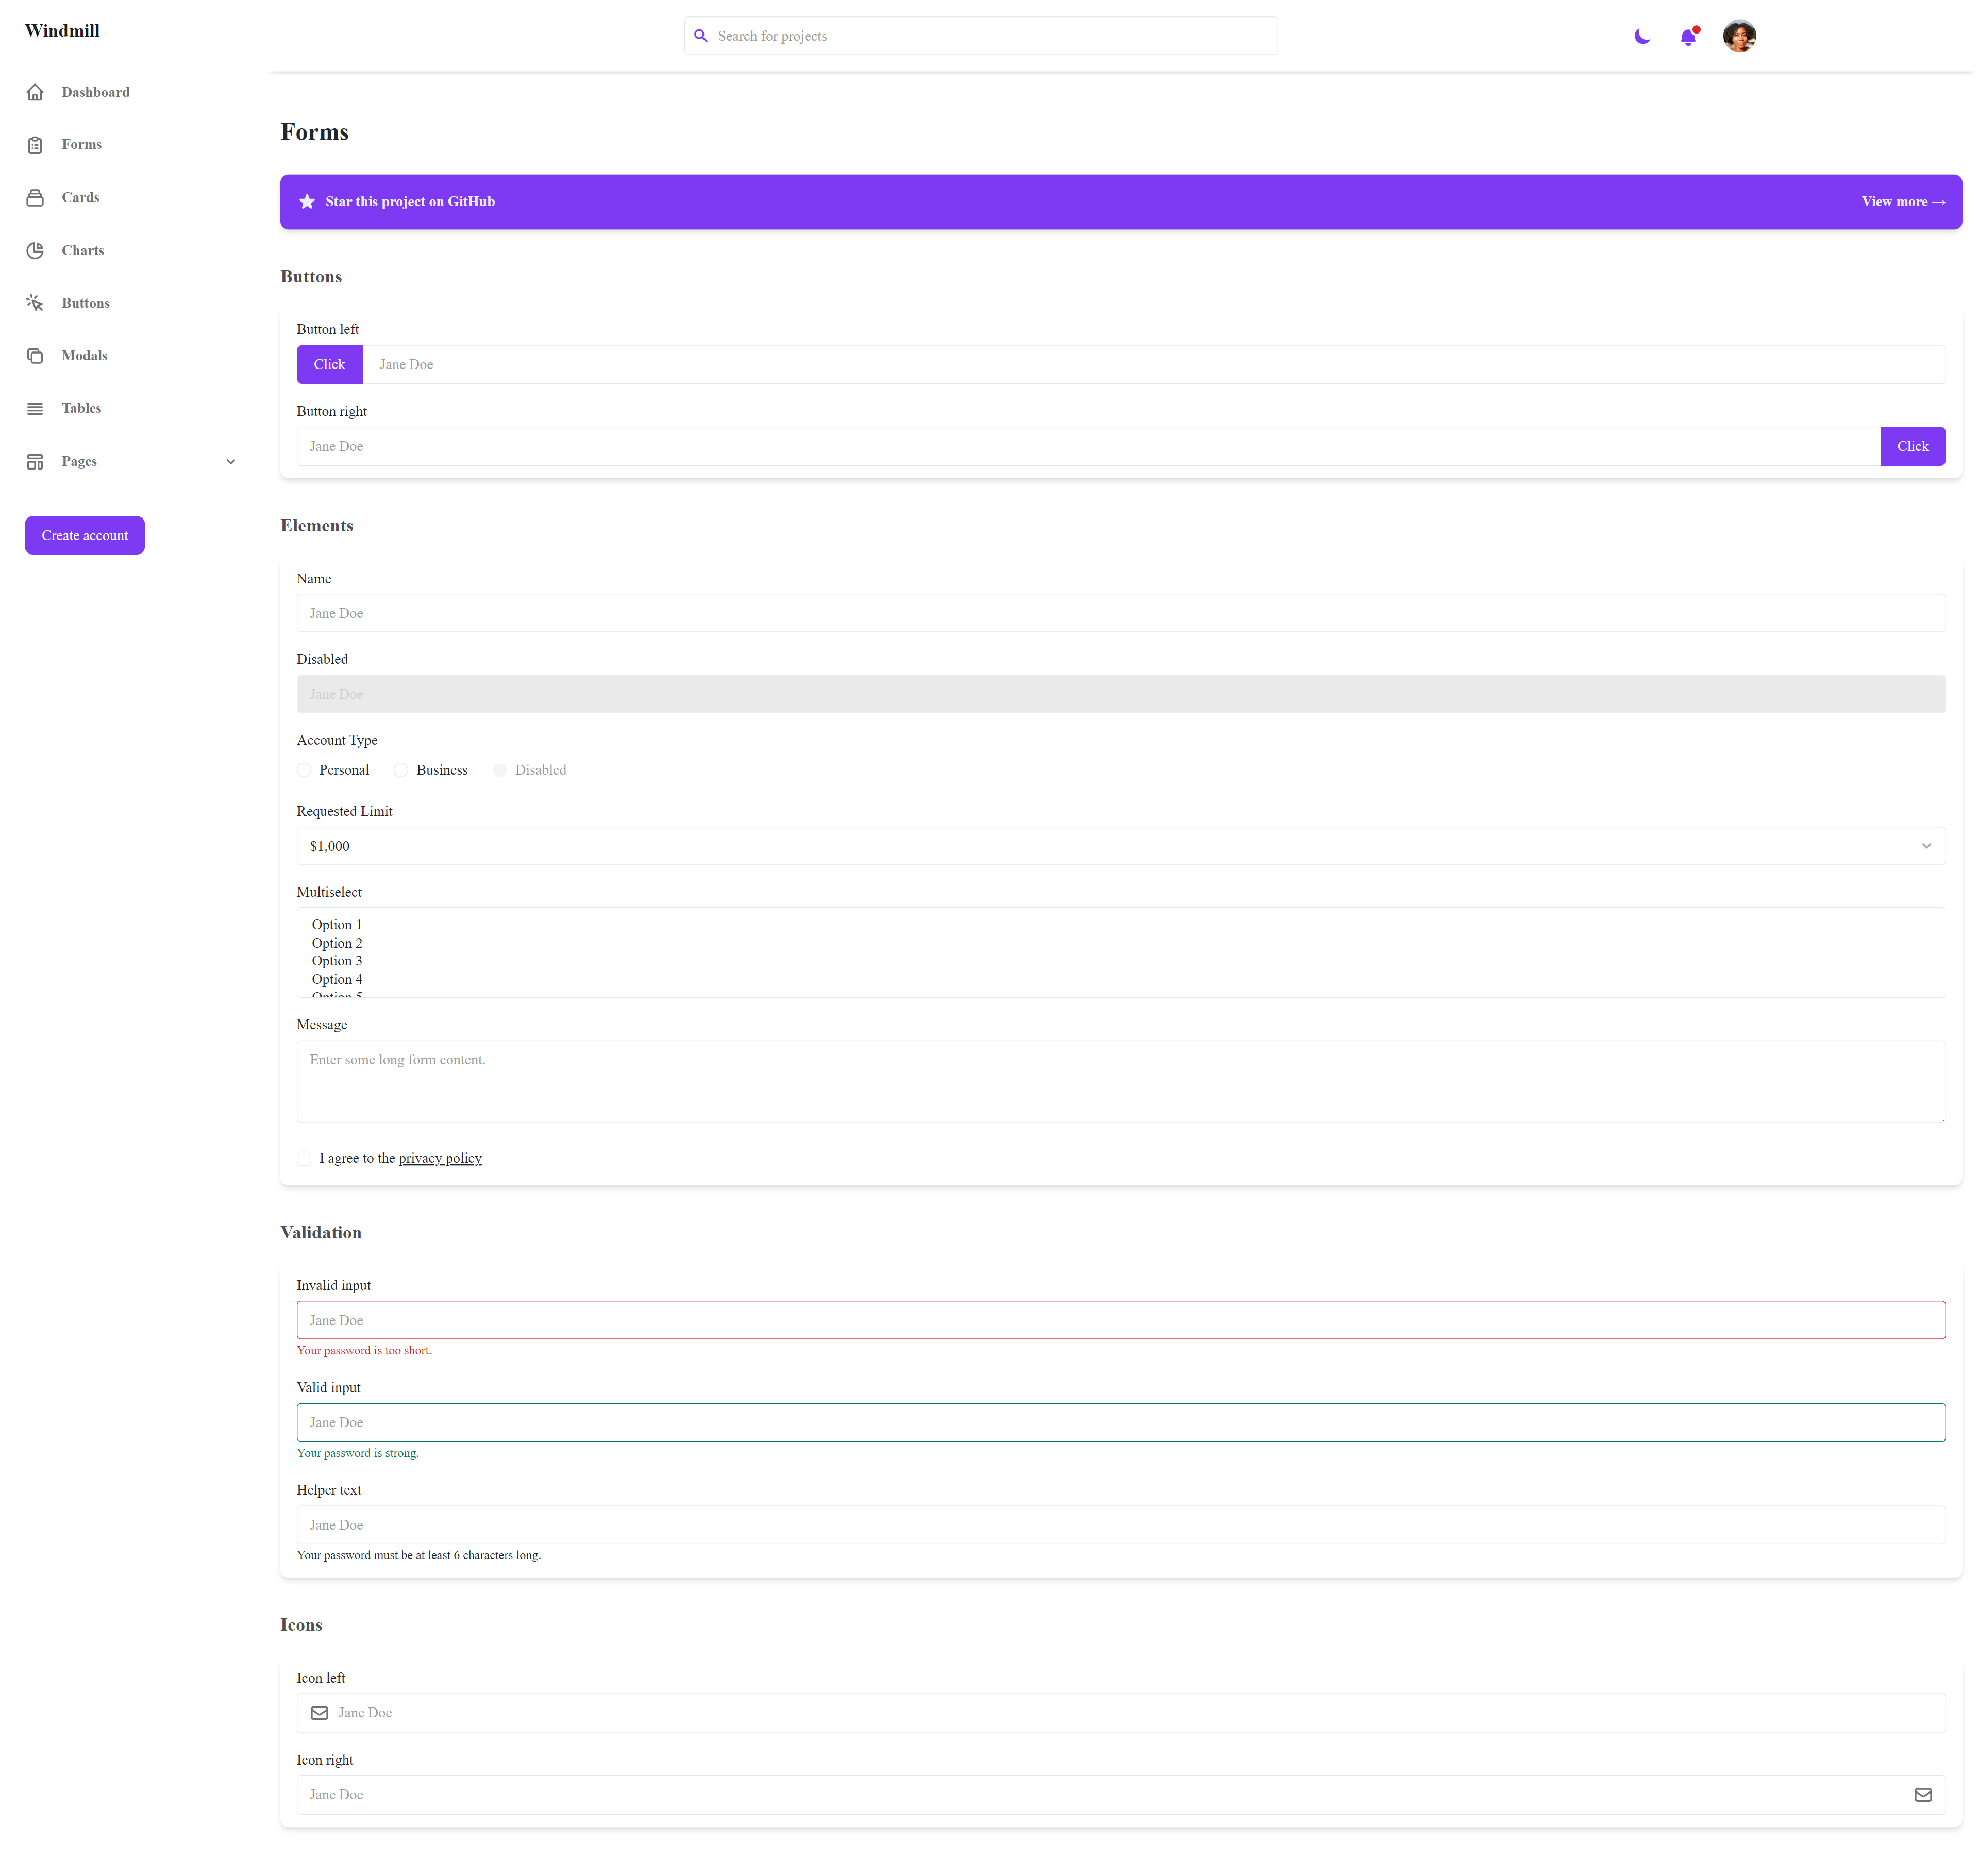 Windmill
Search for projects
Dashboard
Forms
Cards
Charts
Buttons
Modals
Tables
Pages
Create account
Forms
Star this project on GitHub
View more →
Buttons
Button left
Click
Jane Doe
Button right
Jane Doe
Click
Elements
Name
Jane Doe
Disabled
Jane Doe
Account Type
Personal
Business
Disabled
Requested Limit
$1,000
Multiselect
Option 1
Option 2
Option 3
Option 4
Option 5
Message
Enter some long form content.
I agree to the privacy policy
Validation
Invalid input
Jane Doe
Your password is too short.
Valid input
Jane Doe
Your password is strong.
Helper text
Jane Doe
Your password must be at least 6 characters long.
Icons
Icon left
Jane Doe
Icon right
Jane Doe